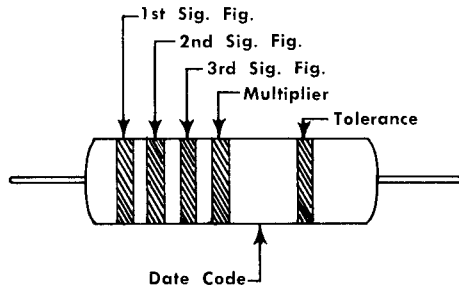 1st Sig. Fig.
2nd Sig. Fig.
3rd Sig. Fig.
Multiplier
Tolerance
Date Code